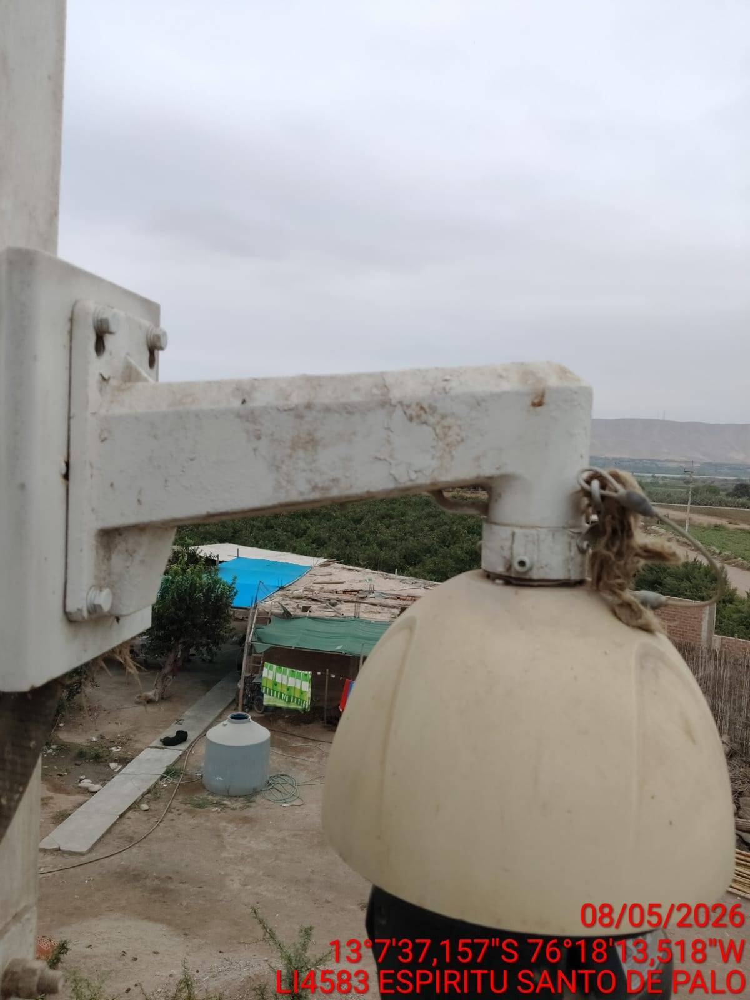 08/05/2026
13°7'37,157"S 76°18'13,518"W
LI4583 ESPIRITU SANTO DE PALO